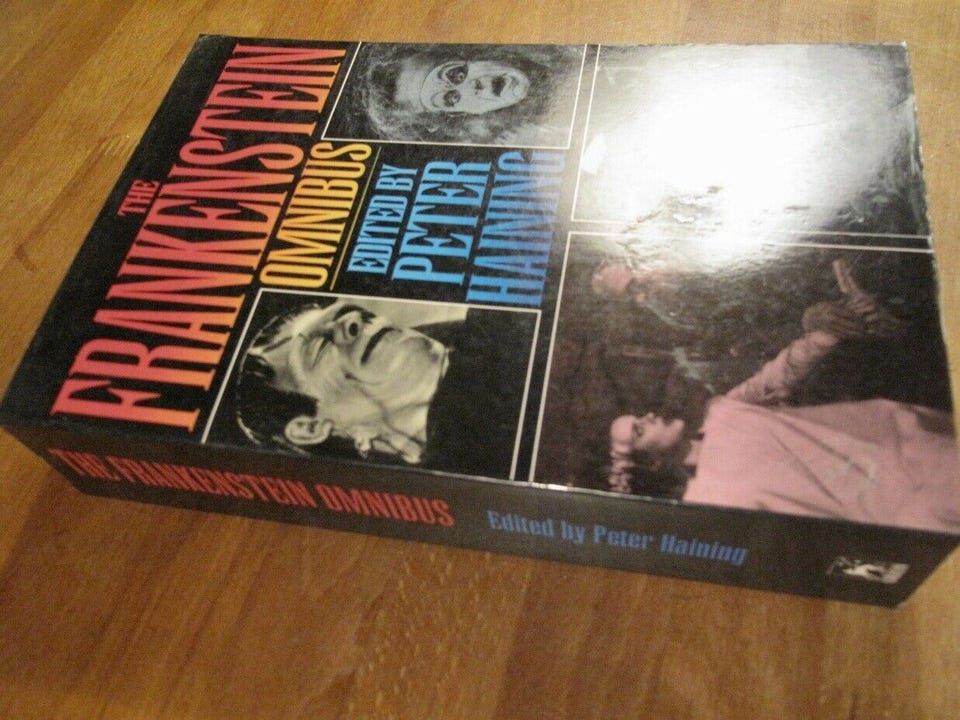 THE
FRANKENSTEIN
OMNIBUS
EDITED BY
PETER
HAINING
THE FRANKENSTEIN OMNIBUS Edited by Peter Haining